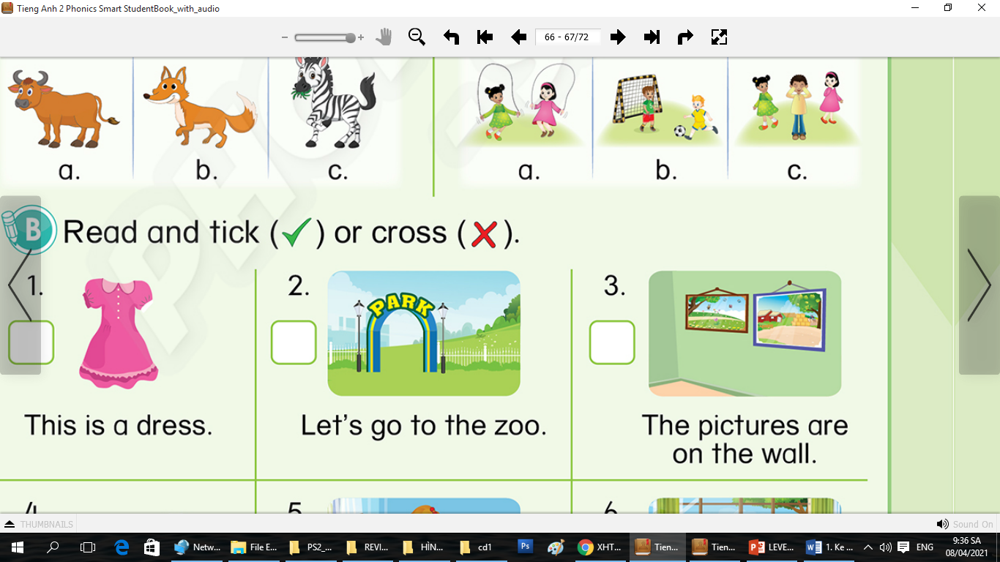 Tieng Anh 2 Phonics Smart StudentBook_with_audio
66 - 67/72
a. b. c. a. b. c.
B Read and tick (✓) or cross (✗).
1. 2. PARK 3.
This is a dress. Let's go to the zoo. The pictures are
on the wall.
4. 5. 6.
THUMBNAILS Sound On
Netw... File E... PS2_... REVI... HÌN... cd1 Ps XHT... Tien... Tien... LEVE... 1. Ke ... ENG 9:36 SA
08/04/2021